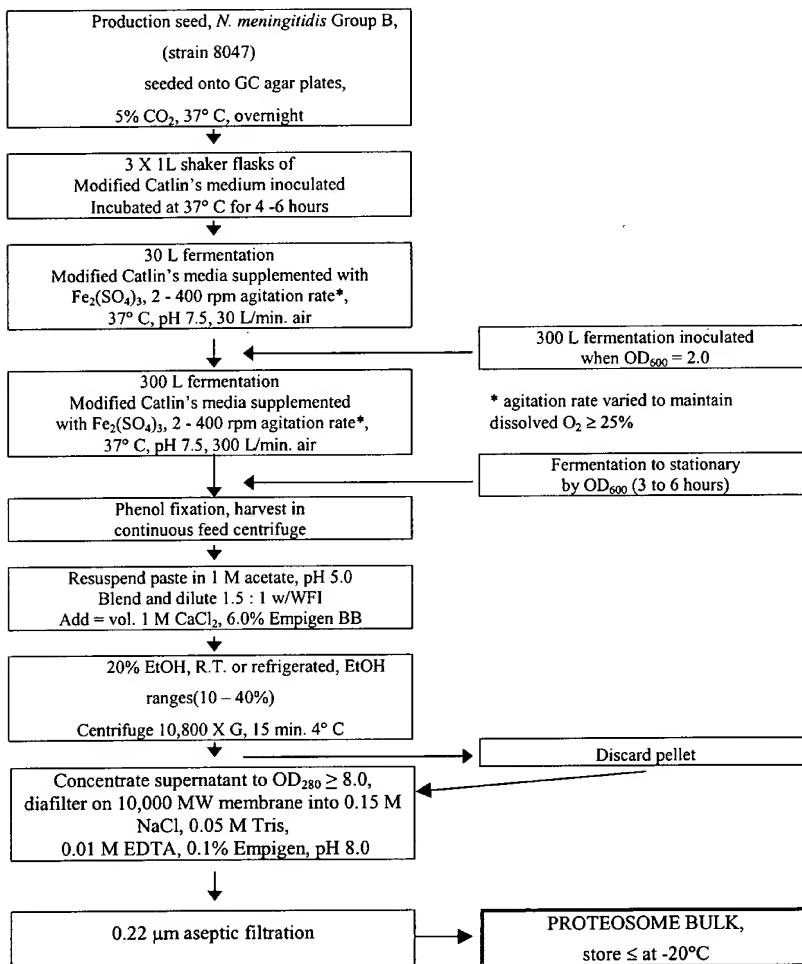 Production seed, N. meningitidis Group B,
(strain 8047)
seeded onto GC agar plates,
5% CO₂, 37° C, overnight
3 X 1L shaker flasks of
Modified Catlin's medium inoculated
Incubated at 37° C for 4 -6 hours
30 L fermentation
Modified Catlin's media supplemented with
Fe₂(SO₄)₃, 2 - 400 rpm agitation rate*,
37° C, pH 7.5, 30 L/min. air
300 L fermentation inoculated
when OD₆₀₀ = 2.0
300 L fermentation
Modified Catlin's media supplemented
with Fe₂(SO₄)₃, 2 - 400 rpm agitation rate*,
37° C, pH 7.5, 300 L/min. air
* agitation rate varied to maintain
dissolved O₂ ≥ 25%
Fermentation to stationary
by OD₆₀₀ (3 to 6 hours)
Phenol fixation, harvest in
continuous feed centrifuge
Resuspend paste in 1 M acetate, pH 5.0
Blend and dilute 1.5 : 1 w/WFI
Add = vol. 1 M CaCl₂, 6.0% Empigen BB
20% EtOH, R.T. or refrigerated, EtOH
ranges(10 – 40%)
Centrifuge 10,800 X G, 15 min. 4° C
Discard pellet
Concentrate supernatant to OD₂₈₀ ≥ 8.0,
diafilter on 10,000 MW membrane into 0.15 M
NaCl, 0.05 M Tris,
0.01 M EDTA, 0.1% Empigen, pH 8.0
0.22 µm aseptic filtration
PROTEOSOME BULK,
store ≤ at -20°C